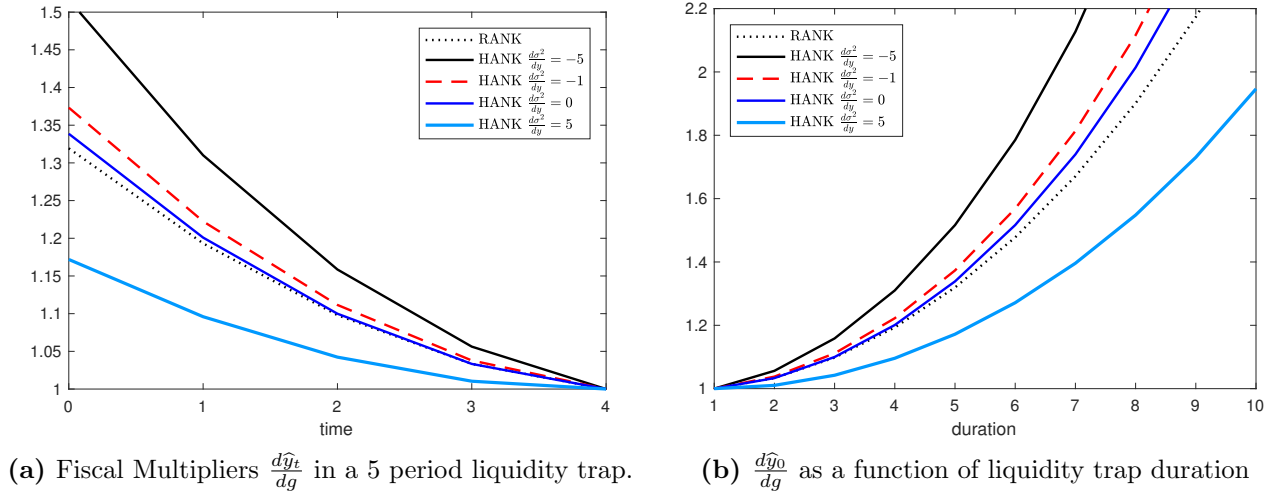 1.5
1.45
1.4
1.35
1.3
1.25
1.2
1.15
1.1
1.05
1
0 1 2 3 4
time
RANK
HANK dσ²/dy = −5
HANK dσ²/dy = −1
HANK dσ²/dy = 0
HANK dσ²/dy = 5
(a) Fiscal Multipliers dŷₜ/dg in a 5 period liquidity trap.
2.2
2
1.8
1.6
1.4
1.2
1
1 2 3 4 5 6 7 8 9 10
duration
RANK
HANK dσ²/dy = −5
HANK dσ²/dy = −1
HANK dσ²/dy = 0
HANK dσ²/dy = 5
(b) dŷ₀/dg as a function of liquidity trap duration